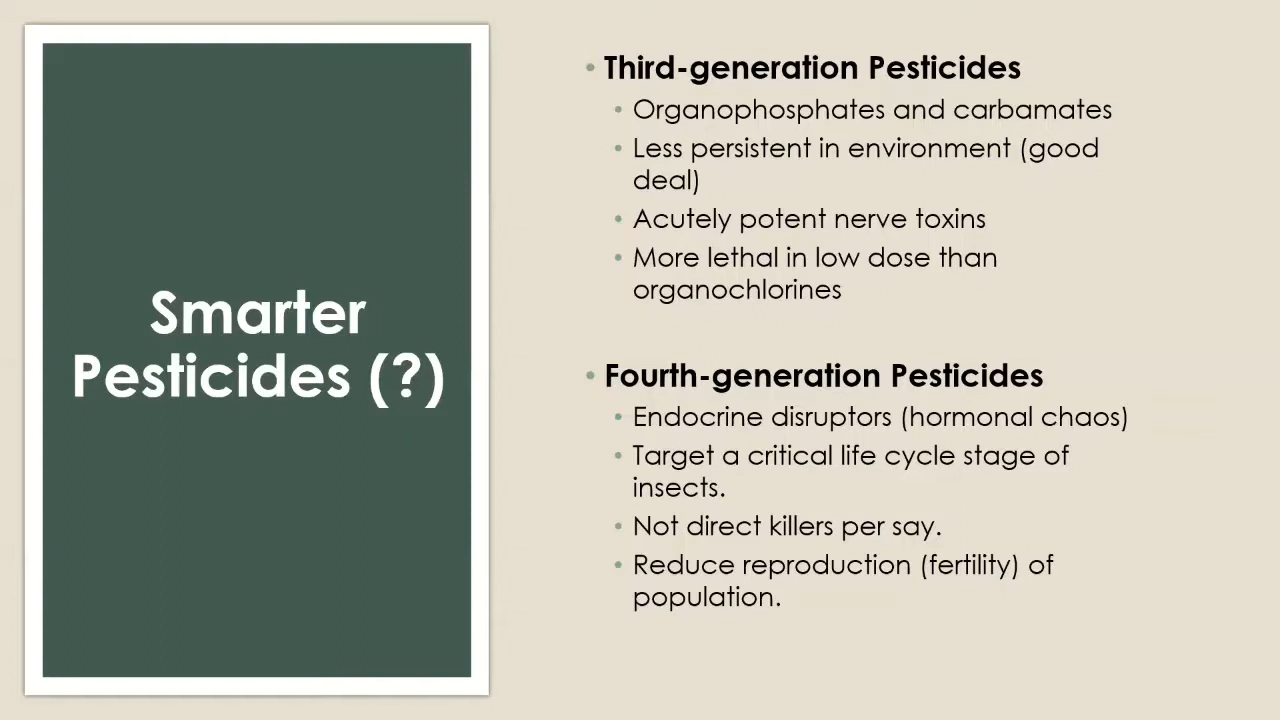 Smarter
Pesticides (?)
• Third-generation Pesticides
• Organophosphates and carbamates
• Less persistent in environment (good
deal)
• Acutely potent nerve toxins
• More lethal in low dose than
organochlorines
• Fourth-generation Pesticides
• Endocrine disruptors (hormonal chaos)
• Target a critical life cycle stage of
insects.
• Not direct killers per say.
• Reduce reproduction (fertility) of
population.